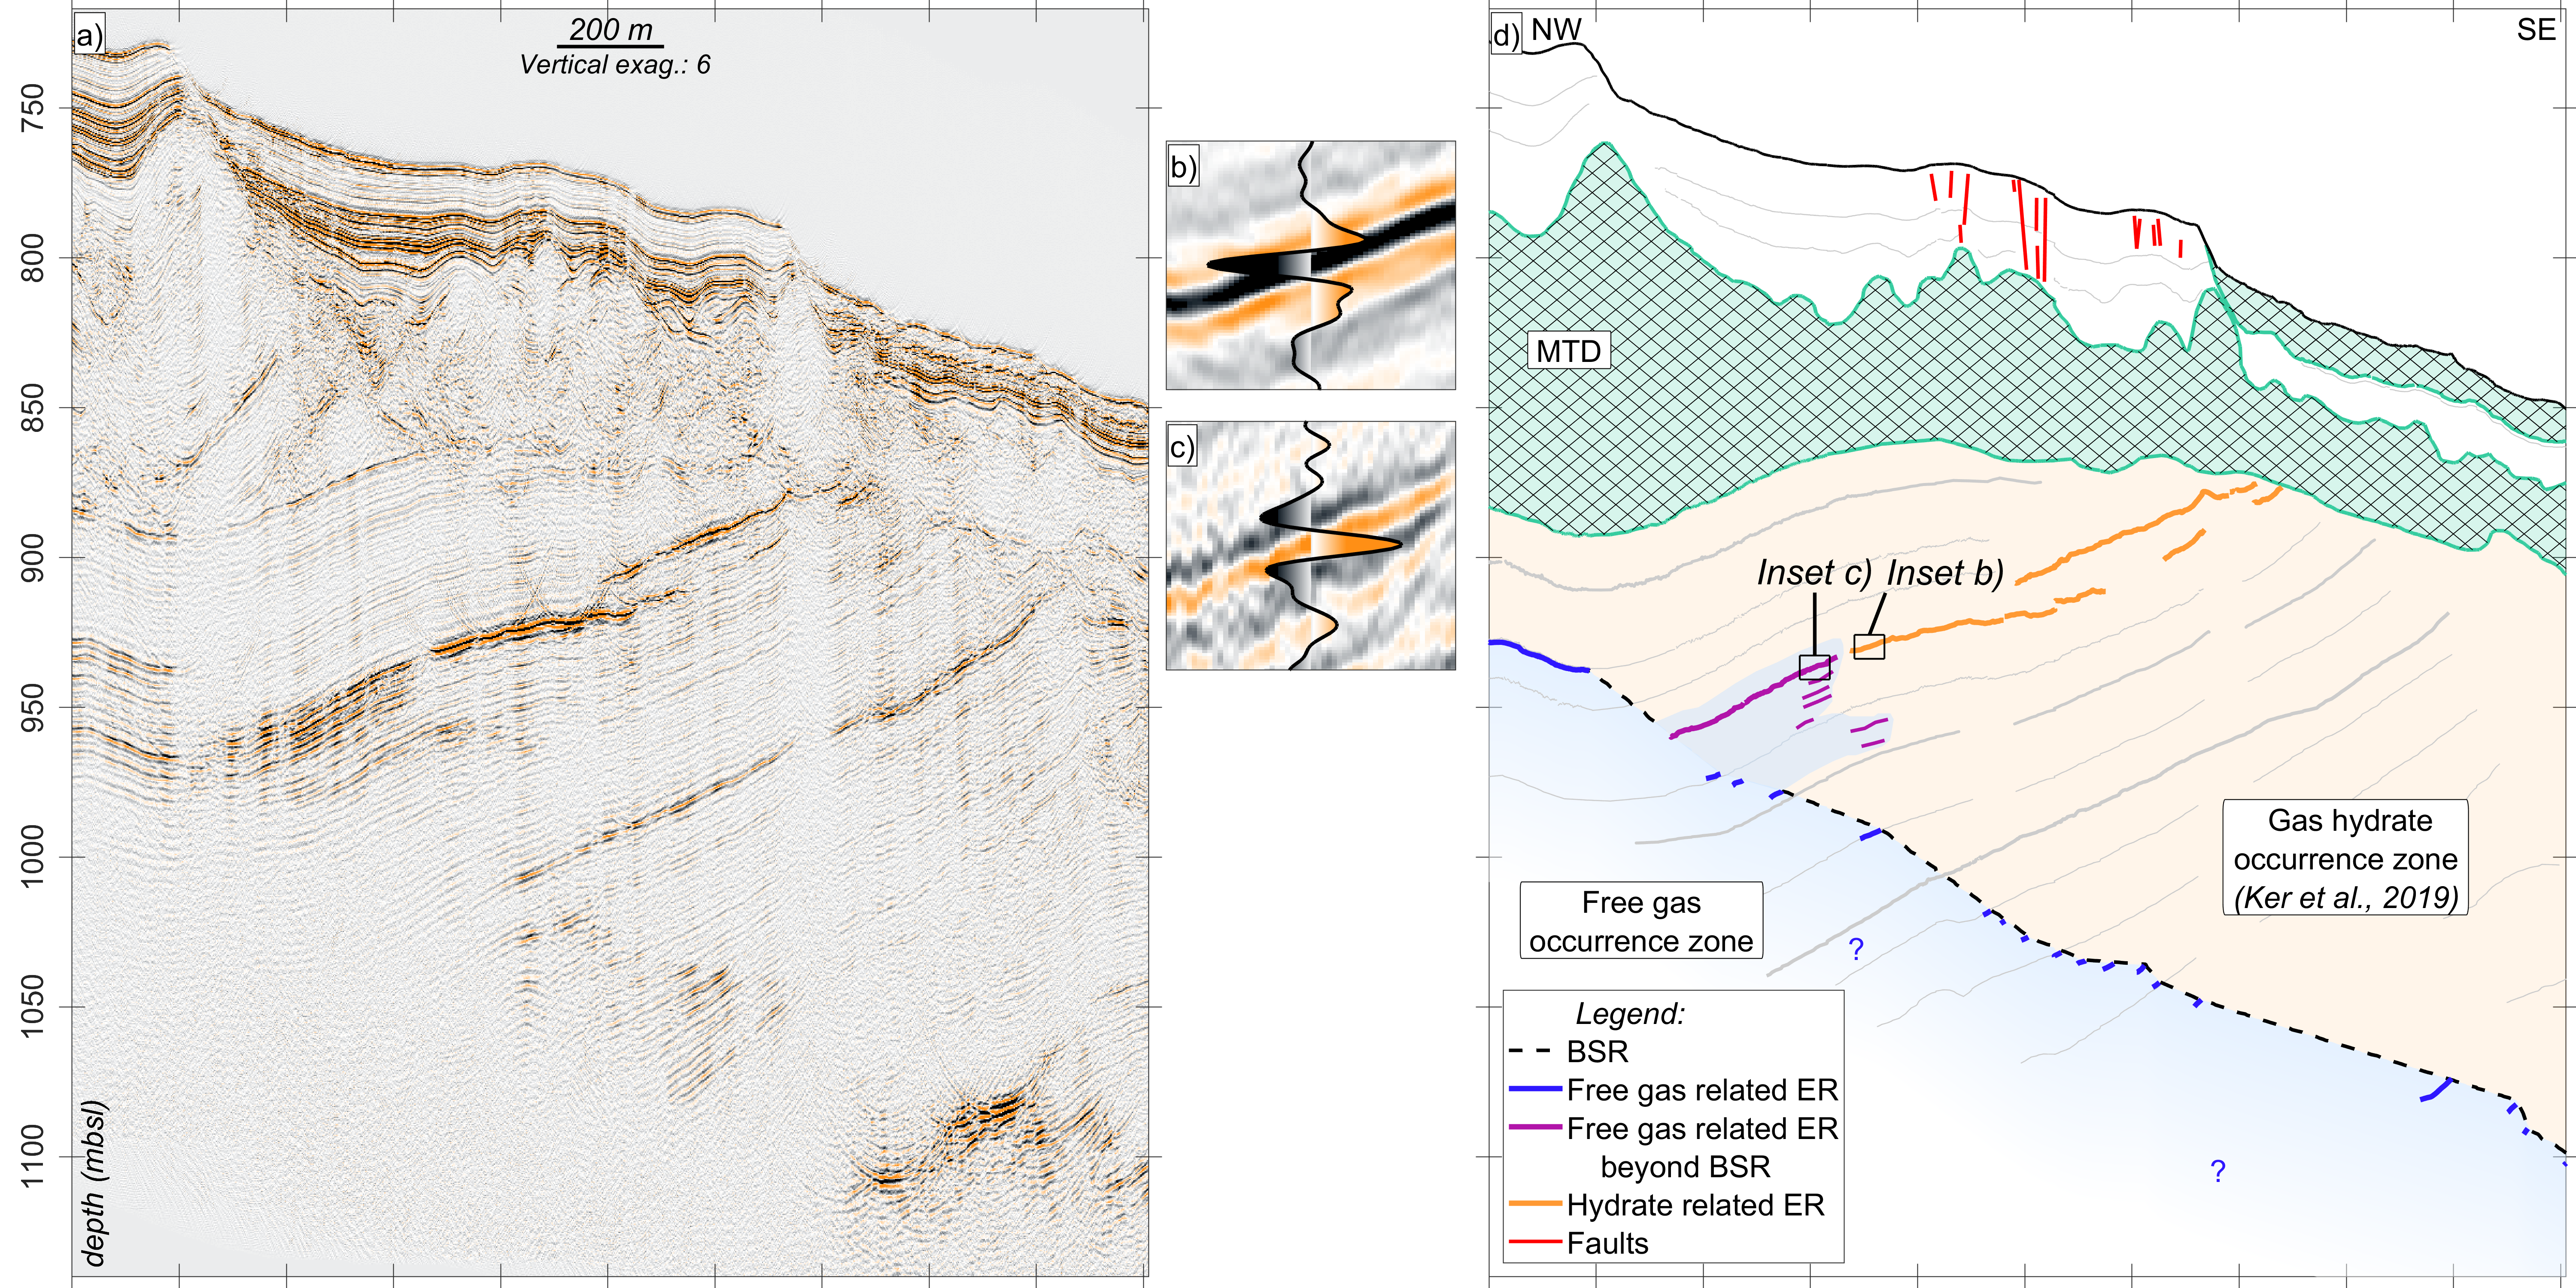 a)
200 m
Vertical exag.: 6
750
800
850
900
950
1000
1050
1100
depth (mbsl)
b)
c)
d)
NW
SE
MTD
Inset c)
Inset b)
Gas hydrate
occurrence zone
(Ker et al., 2019)
Free gas
occurrence zone
?
?
Legend:
BSR
Free gas related ER
Free gas related ER
beyond BSR
Hydrate related ER
Faults